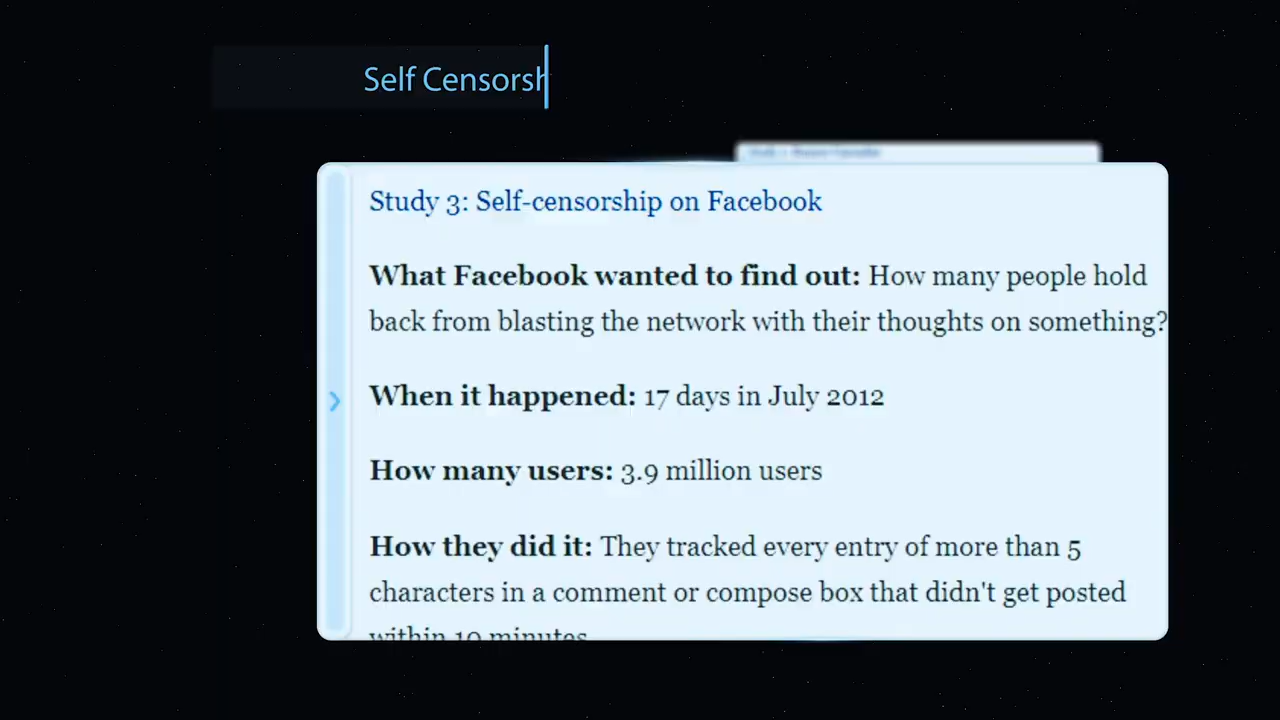 Self Censorsh
Study 3: Self-censorship on Facebook
What Facebook wanted to find out: How many people hold
back from blasting the network with their thoughts on something?
When it happened: 17 days in July 2012
How many users: 3.9 million users
How they did it: They tracked every entry of more than 5
characters in a comment or compose box that didn't get posted
within 10 minutes.